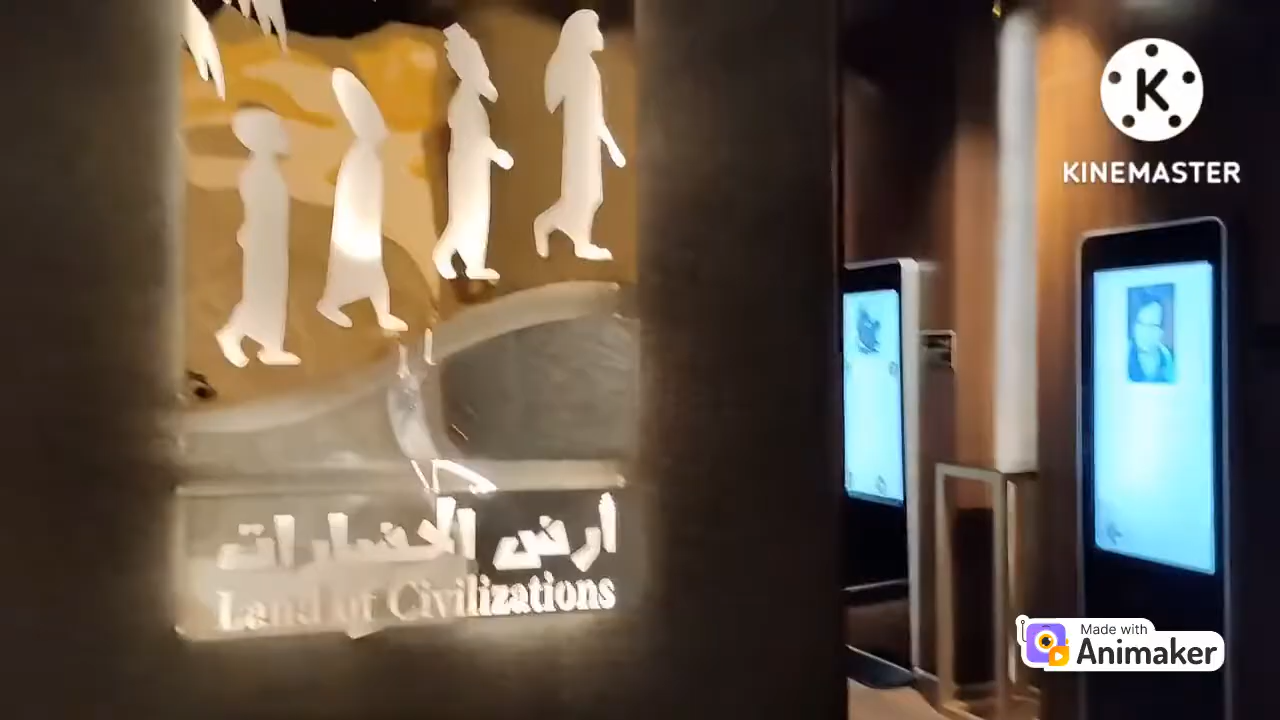 K
KINEMASTER
أرض الحضارات
Land of Civilizations
Made with
Animaker